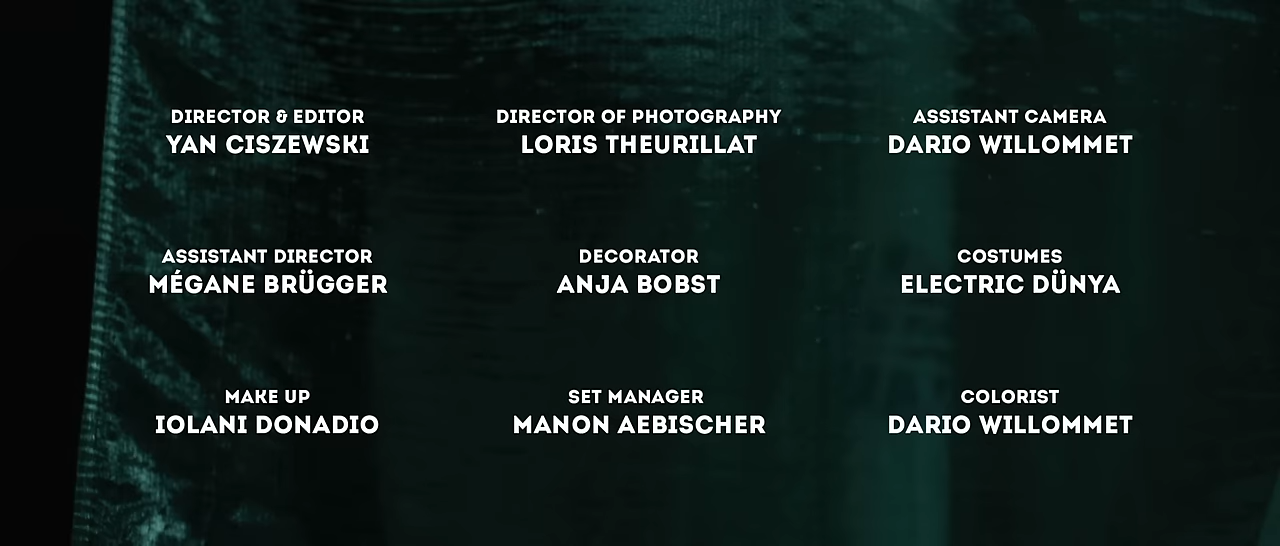 DIRECTOR & EDITOR
YAN CISZEWSKI
DIRECTOR OF PHOTOGRAPHY
LORIS THEURILLAT
ASSISTANT CAMERA
DARIO WILLOMMET
ASSISTANT DIRECTOR
MÉGANE BRÜGGER
DECORATOR
ANJA BOBST
COSTUMES
ELECTRIC DÜNYA
MAKE UP
IOLANI DONADIO
SET MANAGER
MANON AEBISCHER
COLORIST
DARIO WILLOMMET